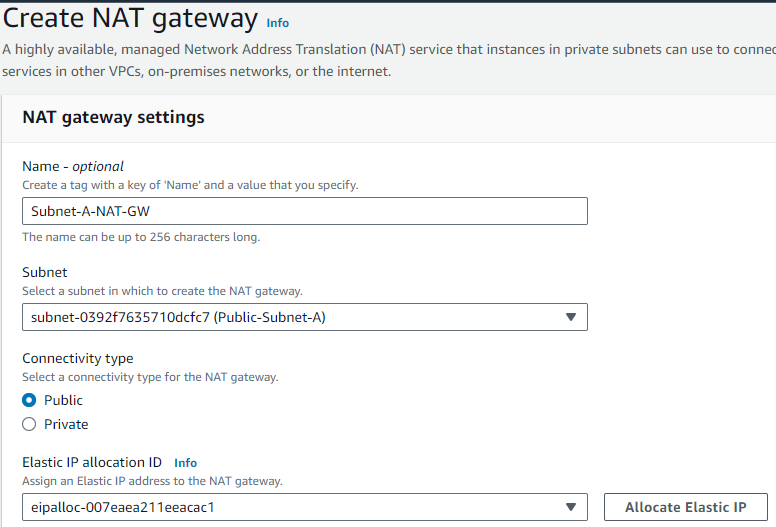 Create NAT gateway Info
A highly available, managed Network Address Translation (NAT) service that instances in private subnets can use to connec
services in other VPCs, on-premises networks, or the internet.
NAT gateway settings
Name - optional
Create a tag with a key of 'Name' and a value that you specify.
Subnet-A-NAT-GW
The name can be up to 256 characters long.
Subnet
Select a subnet in which to create the NAT gateway.
subnet-0392f7635710dcfc7 (Public-Subnet-A)
Connectivity type
Select a connectivity type for the NAT gateway.
Public
Private
Elastic IP allocation ID Info
Assign an Elastic IP address to the NAT gateway.
eipalloc-007eaea211eeacac1 Allocate Elastic IP